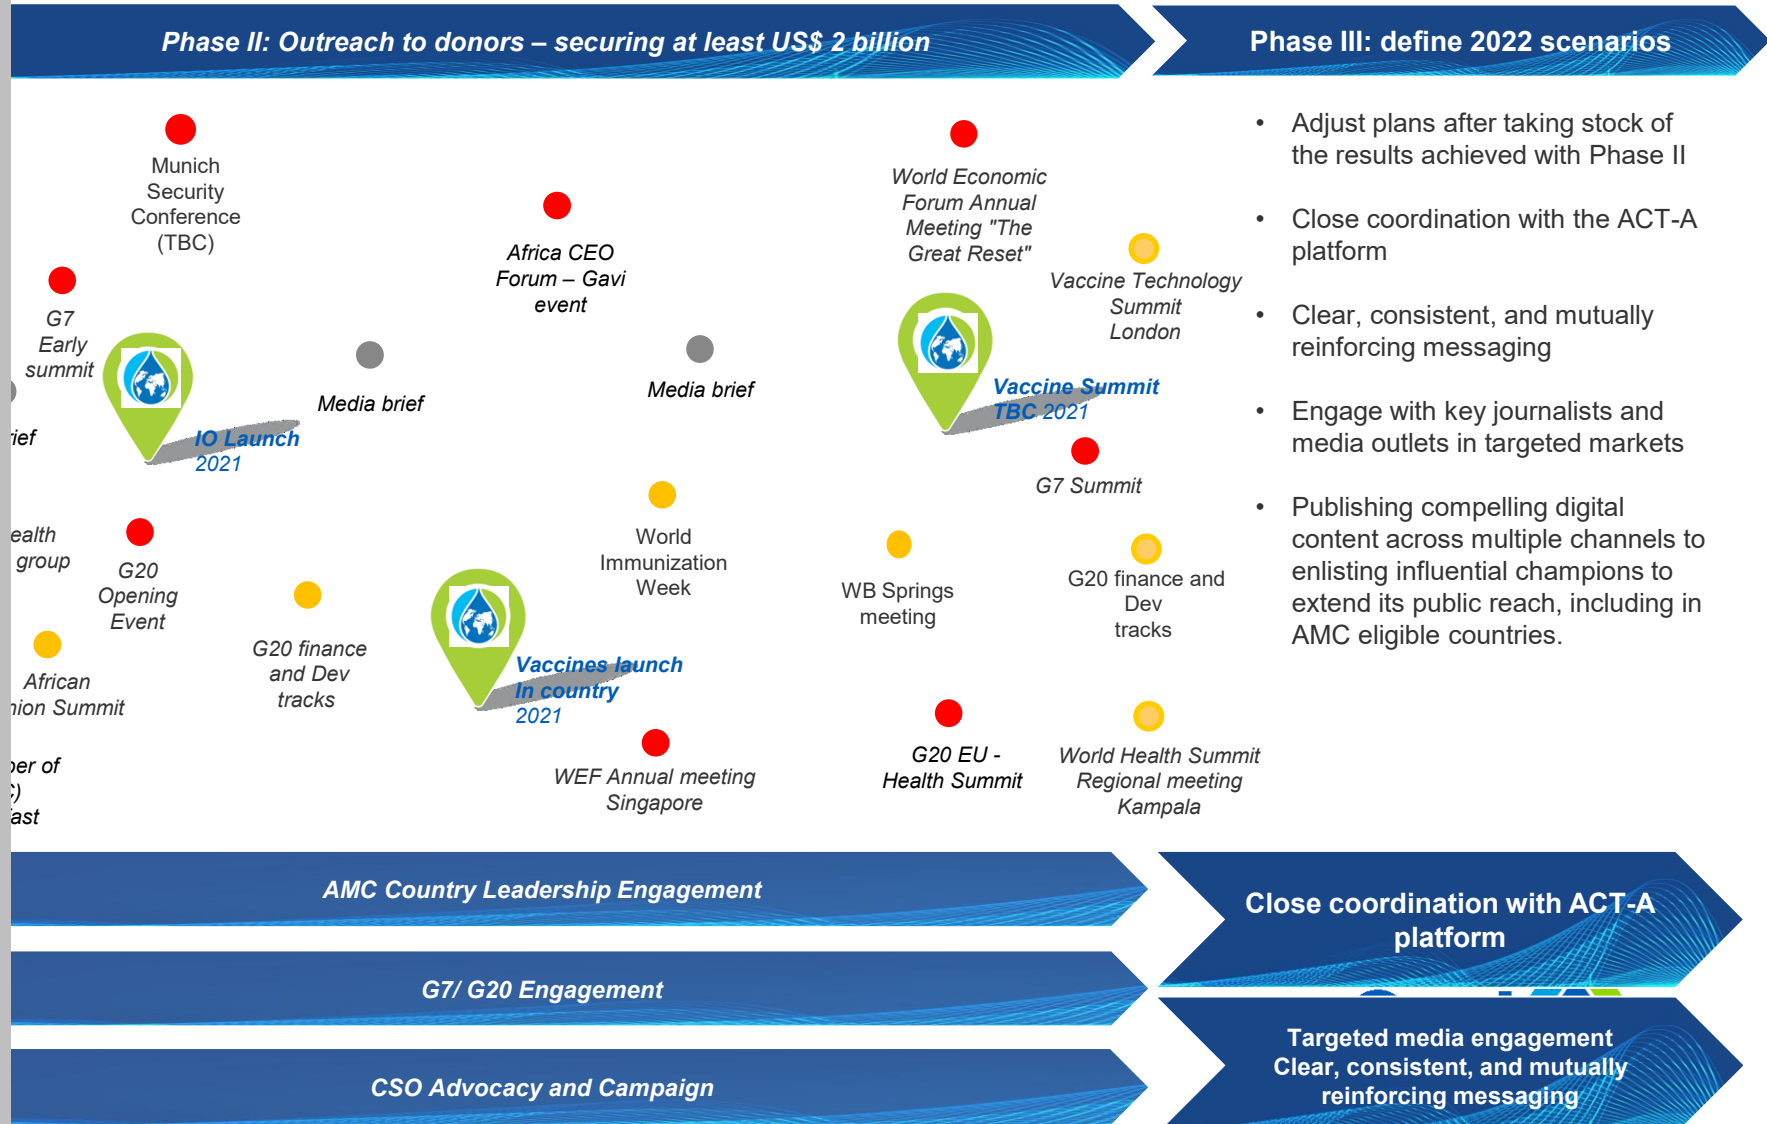 Phase II: Outreach to donors – securing at least US$ 2 billion
Phase III: define 2022 scenarios
Munich
Security
Conference
(TBC)
G7
Early
summit
IO Launch
2021
Media brief
Africa CEO
Forum – Gavi
event
Media brief
World Economic
Forum Annual
Meeting "The
Great Reset"
Vaccine Technology
Summit
London
Vaccine Summit
TBC 2021
G7 Summit
group
G20
Opening
Event
African
Summit
G20 finance
and Dev
tracks
Vaccines launch
In country
2021
World
Immunization
Week
WEF Annual meeting
Singapore
WB Springs
meeting
G20 finance and
Dev
tracks
G20 EU -
Health Summit
World Health Summit
Regional meeting
Kampala
of
• Adjust plans after taking stock of
the results achieved with Phase II
• Close coordination with the ACT-A
platform
• Clear, consistent, and mutually
reinforcing messaging
• Engage with key journalists and
media outlets in targeted markets
• Publishing compelling digital
content across multiple channels to
enlisting influential champions to
extend its public reach, including in
AMC eligible countries.
AMC Country Leadership Engagement
G7/ G20 Engagement
CSO Advocacy and Campaign
Close coordination with ACT-A
platform
Targeted media engagement
Clear, consistent, and mutually
reinforcing messaging